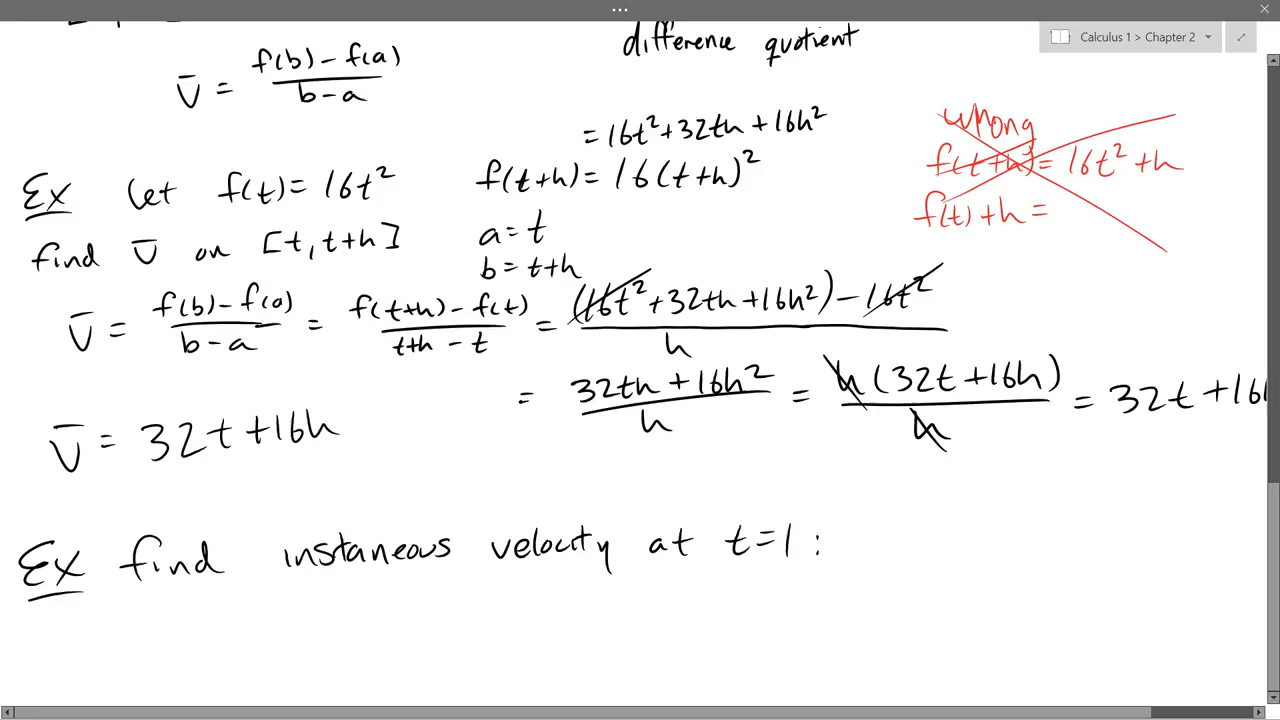 Calculus 1 > Chapter 2
difference quotient
v̄ = (f(b) - f(a))/(b - a)
= 16t² + 32th + 16h²
Ex Let f(t) = 16t² f(t+h) = 16(t+h)²
find v̄ on [t, t+h] a = t
b = t+h
wrong
f(t+h) = 16t² + h
f(t) + h =
v̄ = (f(b) - f(a))/(b - a) = (f(t+h) - f(t))/(t+h - t) = ((16t² + 32th + 16h²) - 16t²)/h
= (32th + 16h²)/h = h(32t + 16h)/h = 32t + 16h
v̄ = 32t + 16h
Ex find instaneous velocity at t=1 :